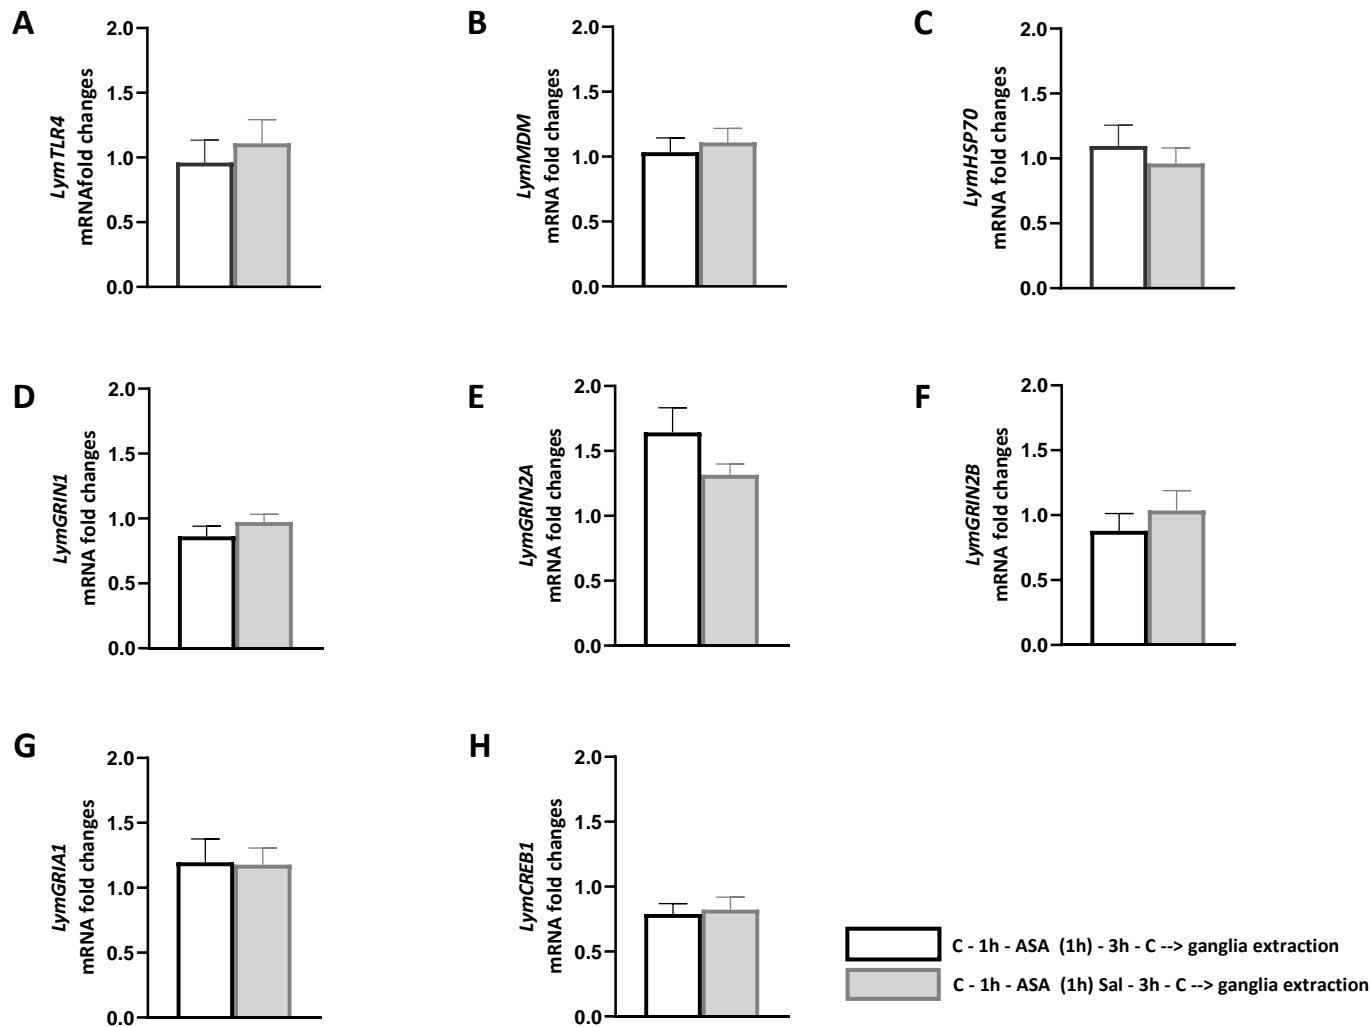 A
LymTLR4
mRNAfold changes
2.0
1.5
1.0
0.5
0.0
B
LymMDM
mRNA fold changes
2.0
1.5
1.0
0.5
0.0
C
LymHSP70
mRNA fold changes
2.0
1.5
1.0
0.5
0.0
D
LymGRIN1
mRNA fold changes
2.0
1.5
1.0
0.5
0.0
E
LymGRIN2A
mRNA fold changes
2.0
1.5
1.0
0.5
0.0
F
LymGRIN2B
mRNA fold changes
2.0
1.5
1.0
0.5
0.0
G
LymGRIA1
mRNA fold changes
2.0
1.5
1.0
0.5
0.0
H
LymCREB1
mRNA fold changes
2.0
1.5
1.0
0.5
0.0
C - 1h - ASA (1h) - 3h - C --> ganglia extraction
C - 1h - ASA (1h) Sal - 3h - C --> ganglia extraction